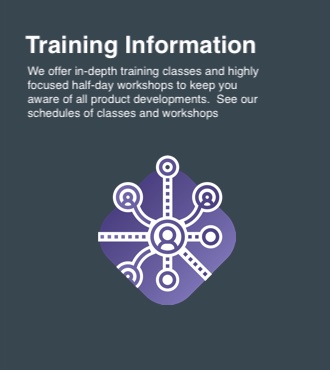 Training Information
We offer in-depth training classes and highly
focused half-day workshops to keep you
aware of all product developments.  See our
schedules of classes and workshops